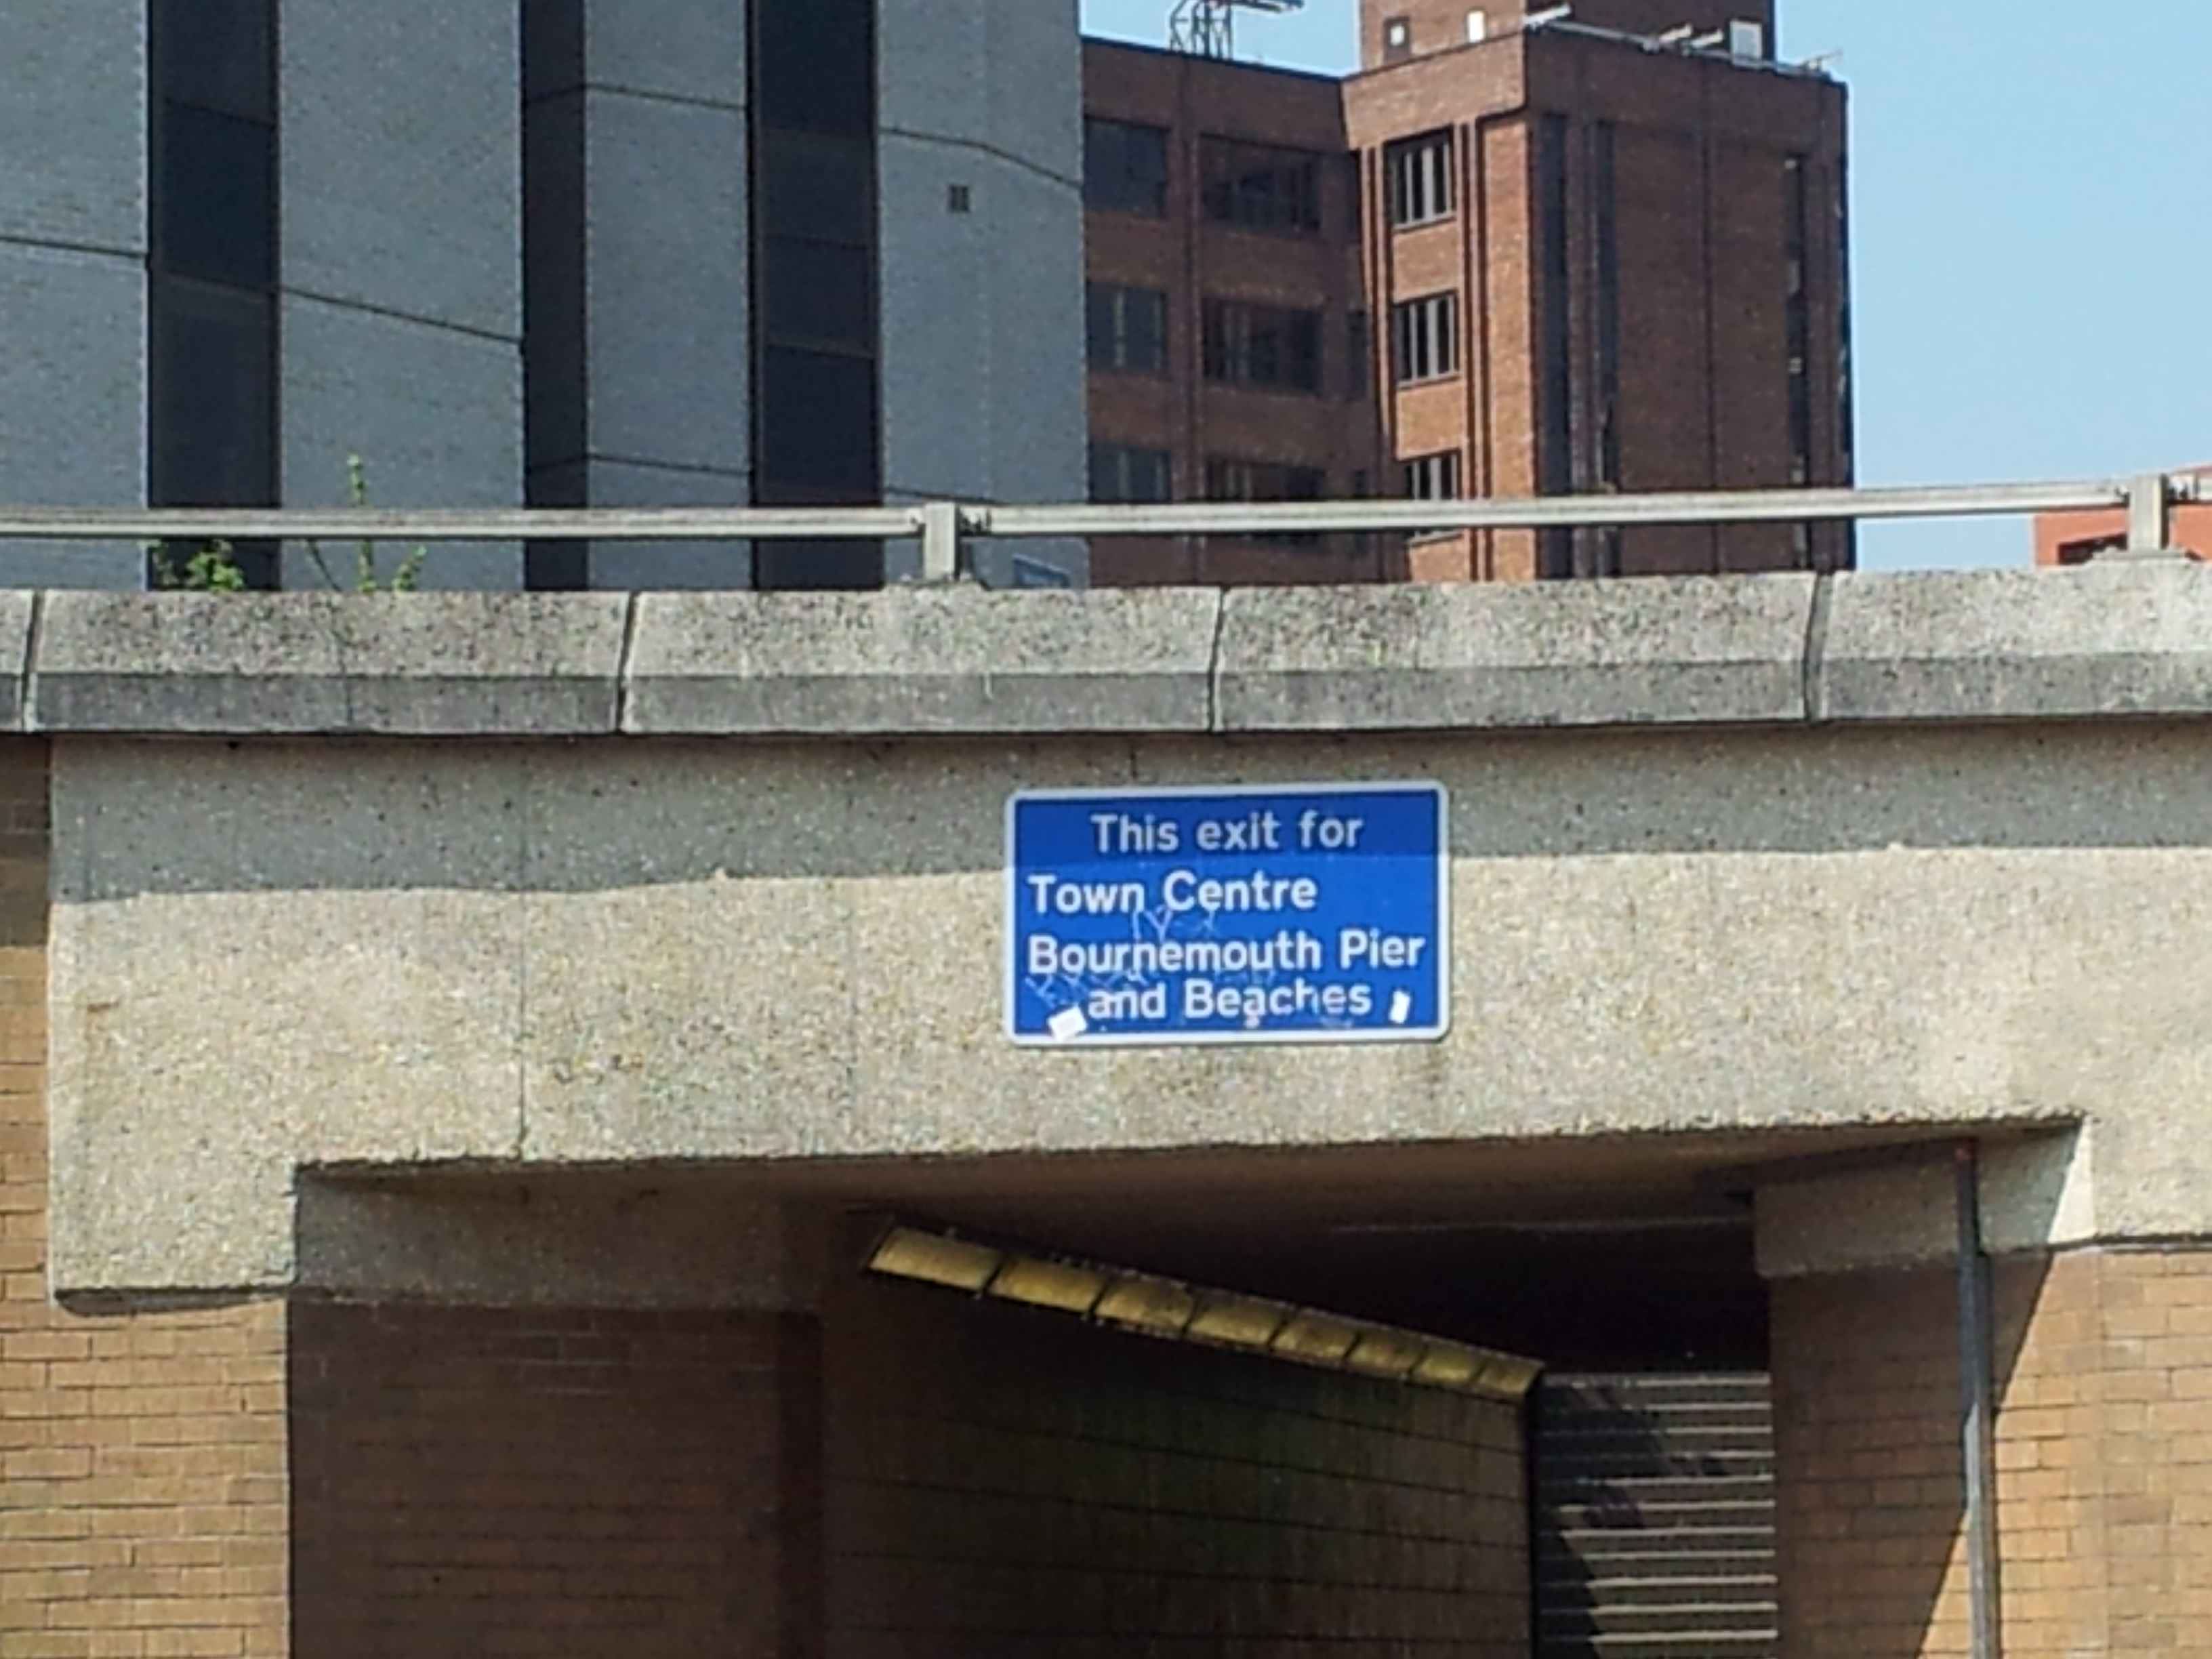 This exit for
Town Centre
Bournemouth Pier
and Beaches